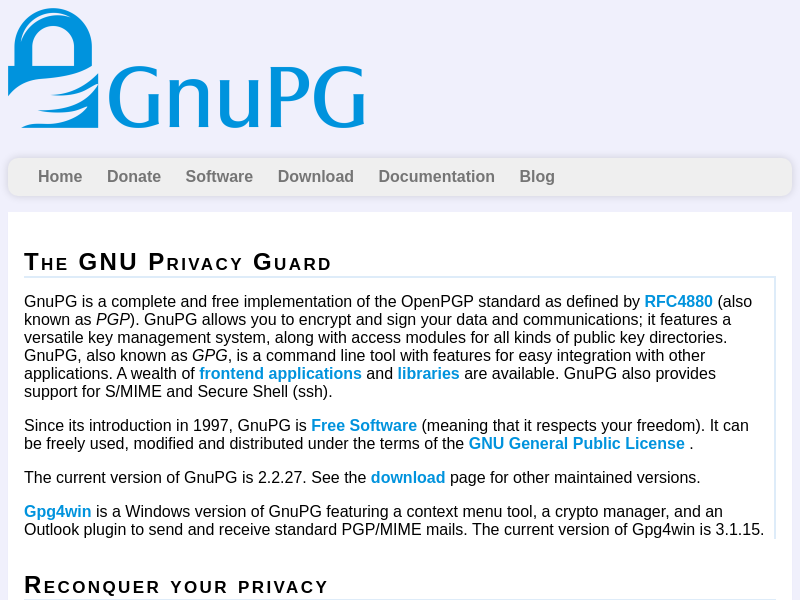 GnuPG
Home Donate Software Download Documentation Blog
The GNU Privacy Guard
GnuPG is a complete and free implementation of the OpenPGP standard as defined by RFC4880 (also
known as PGP). GnuPG allows you to encrypt and sign your data and communications; it features a
versatile key management system, along with access modules for all kinds of public key directories.
GnuPG, also known as GPG, is a command line tool with features for easy integration with other
applications. A wealth of frontend applications and libraries are available. GnuPG also provides
support for S/MIME and Secure Shell (ssh).
Since its introduction in 1997, GnuPG is Free Software (meaning that it respects your freedom). It can
be freely used, modified and distributed under the terms of the GNU General Public License .
The current version of GnuPG is 2.2.27. See the download page for other maintained versions.
Gpg4win is a Windows version of GnuPG featuring a context menu tool, a crypto manager, and an
Outlook plugin to send and receive standard PGP/MIME mails. The current version of Gpg4win is 3.1.15.
Reconquer your privacy